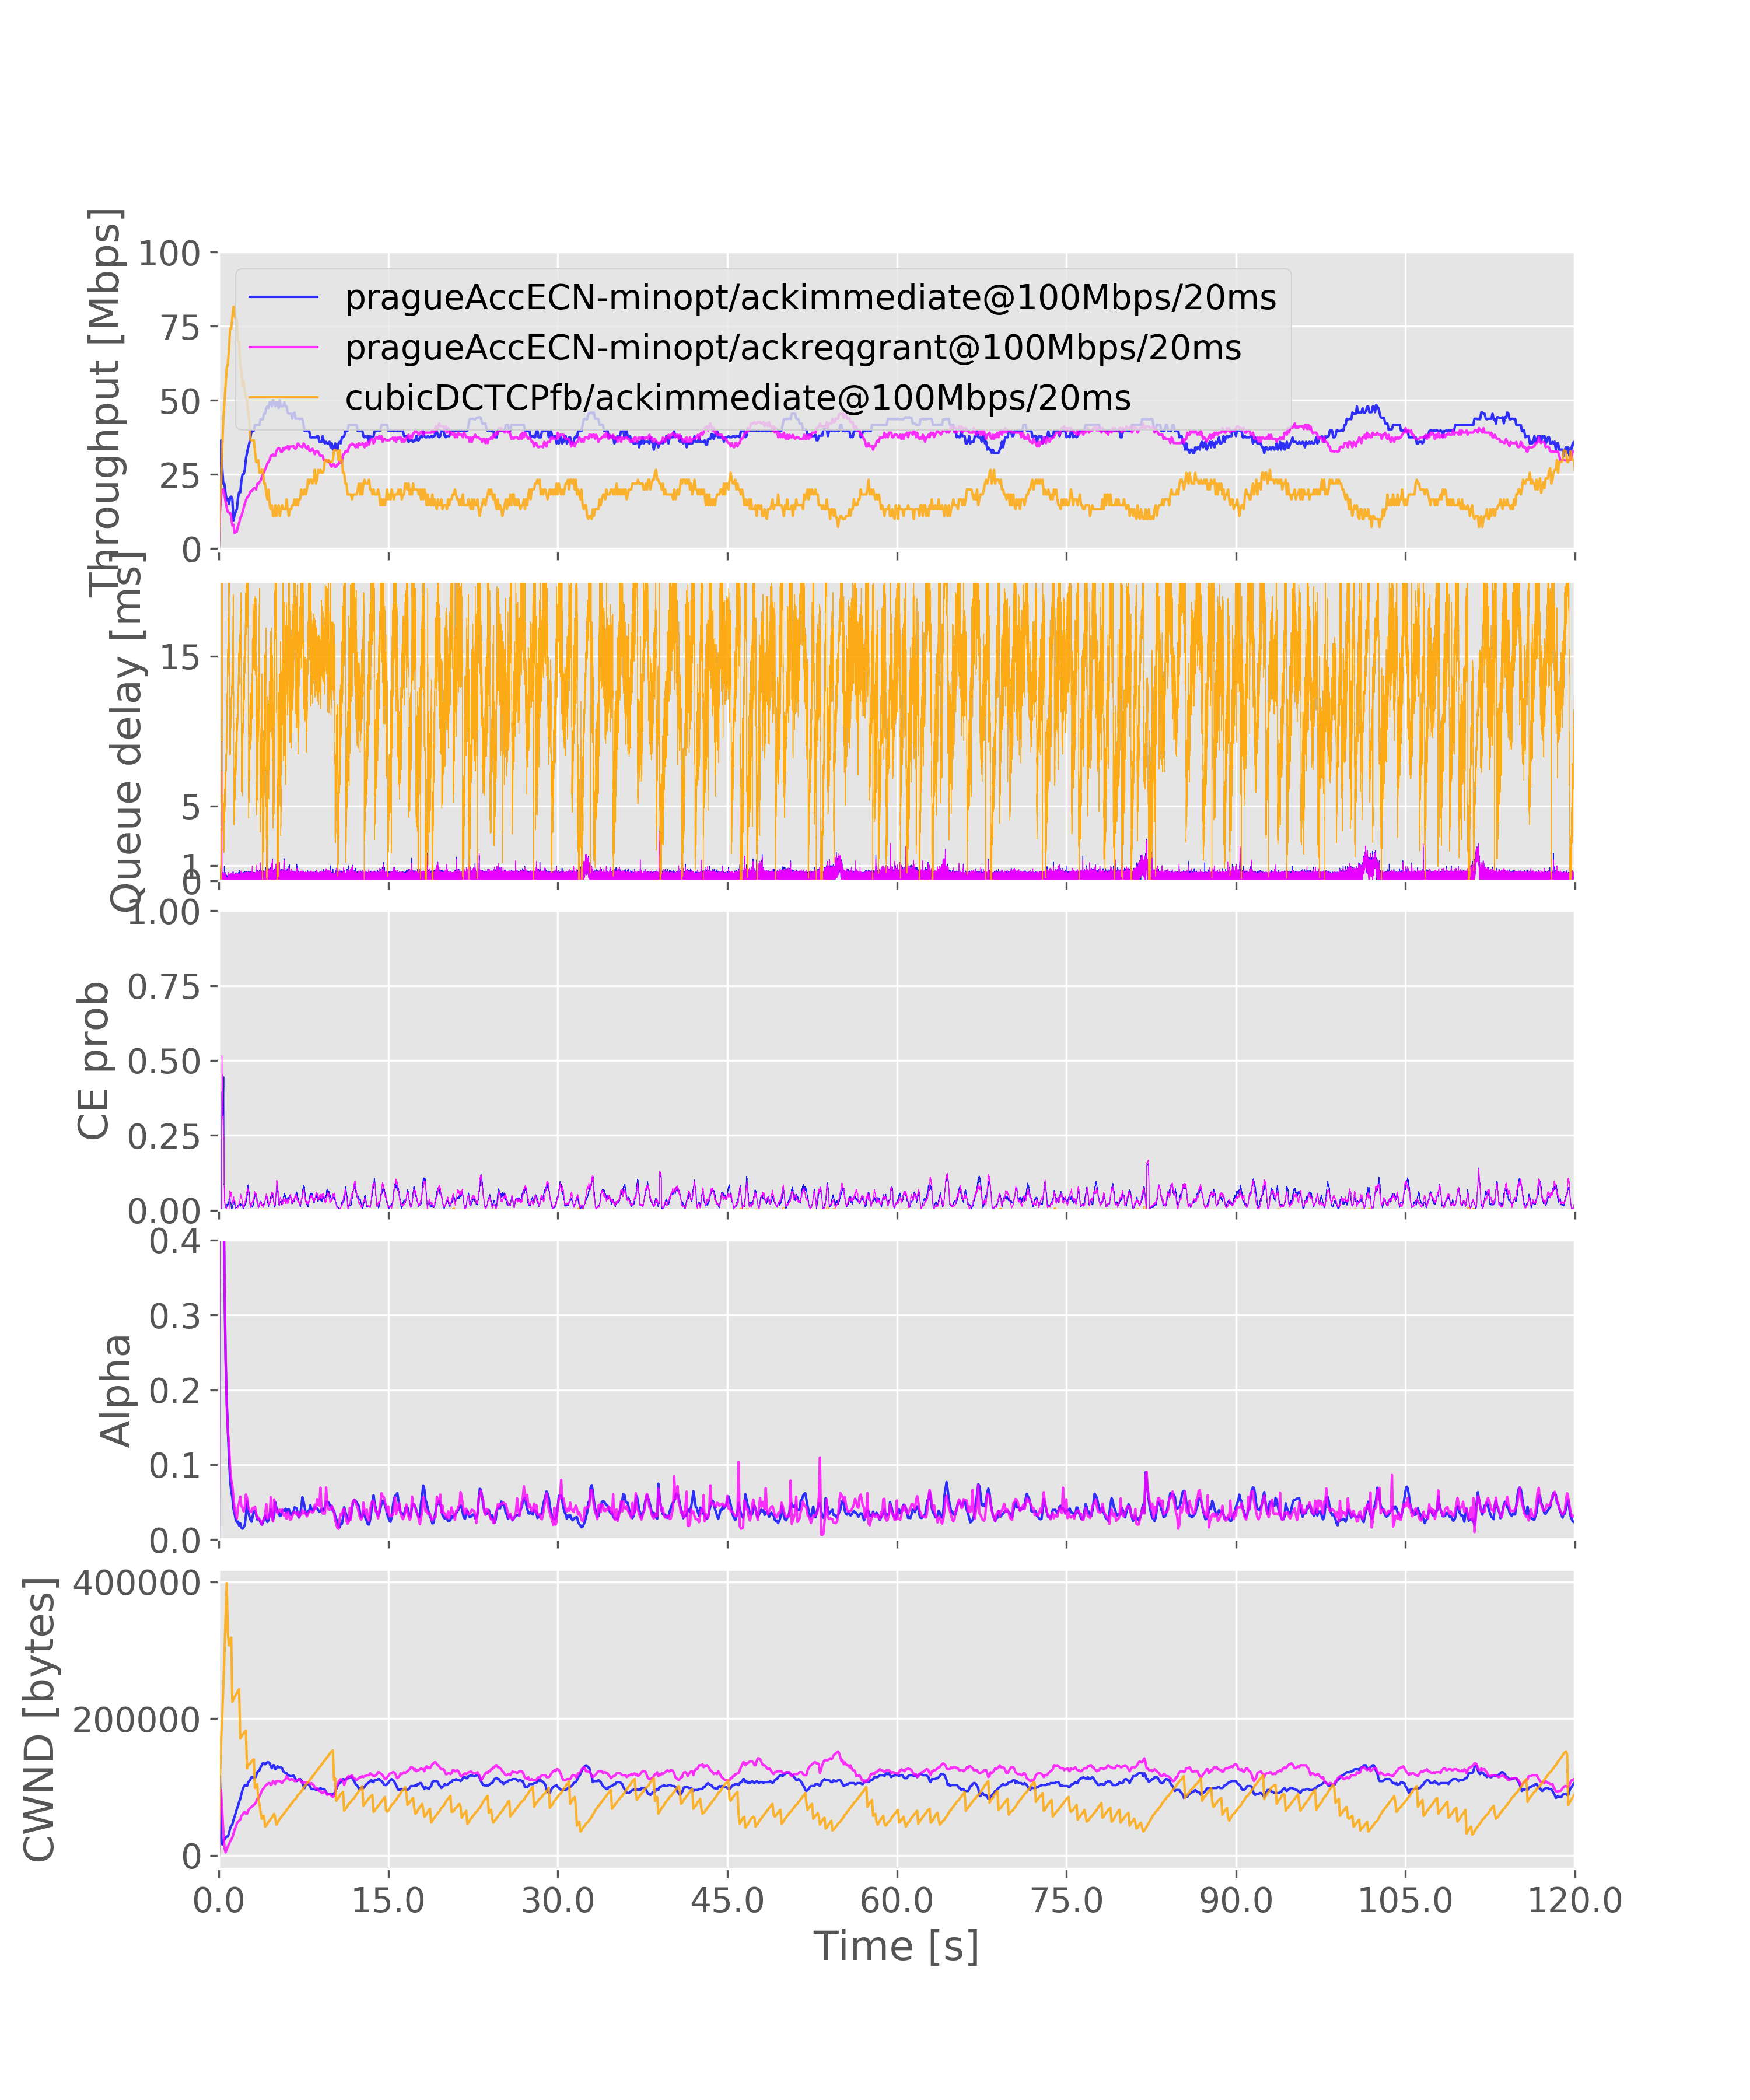 Throughput [Mbps]
100
75
50
25
0
pragueAccECN-minopt/ackimmediate@100Mbps/20ms
pragueAccECN-minopt/ackreqgrant@100Mbps/20ms
cubicDCTCPfb/ackimmediate@100Mbps/20ms
Queue delay [ms]
15
5
1
0
CE prob
1.00
0.75
0.50
0.25
0.00
Alpha
0.4
0.3
0.2
0.1
0.0
CWND [bytes]
400000
200000
0
0.0 15.0 30.0 45.0 60.0 75.0 90.0 105.0 120.0
Time [s]